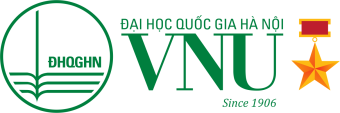 ĐHQGHN
ĐẠI HỌC QUỐC GIA HÀ NỘI
VNU
Since 1906